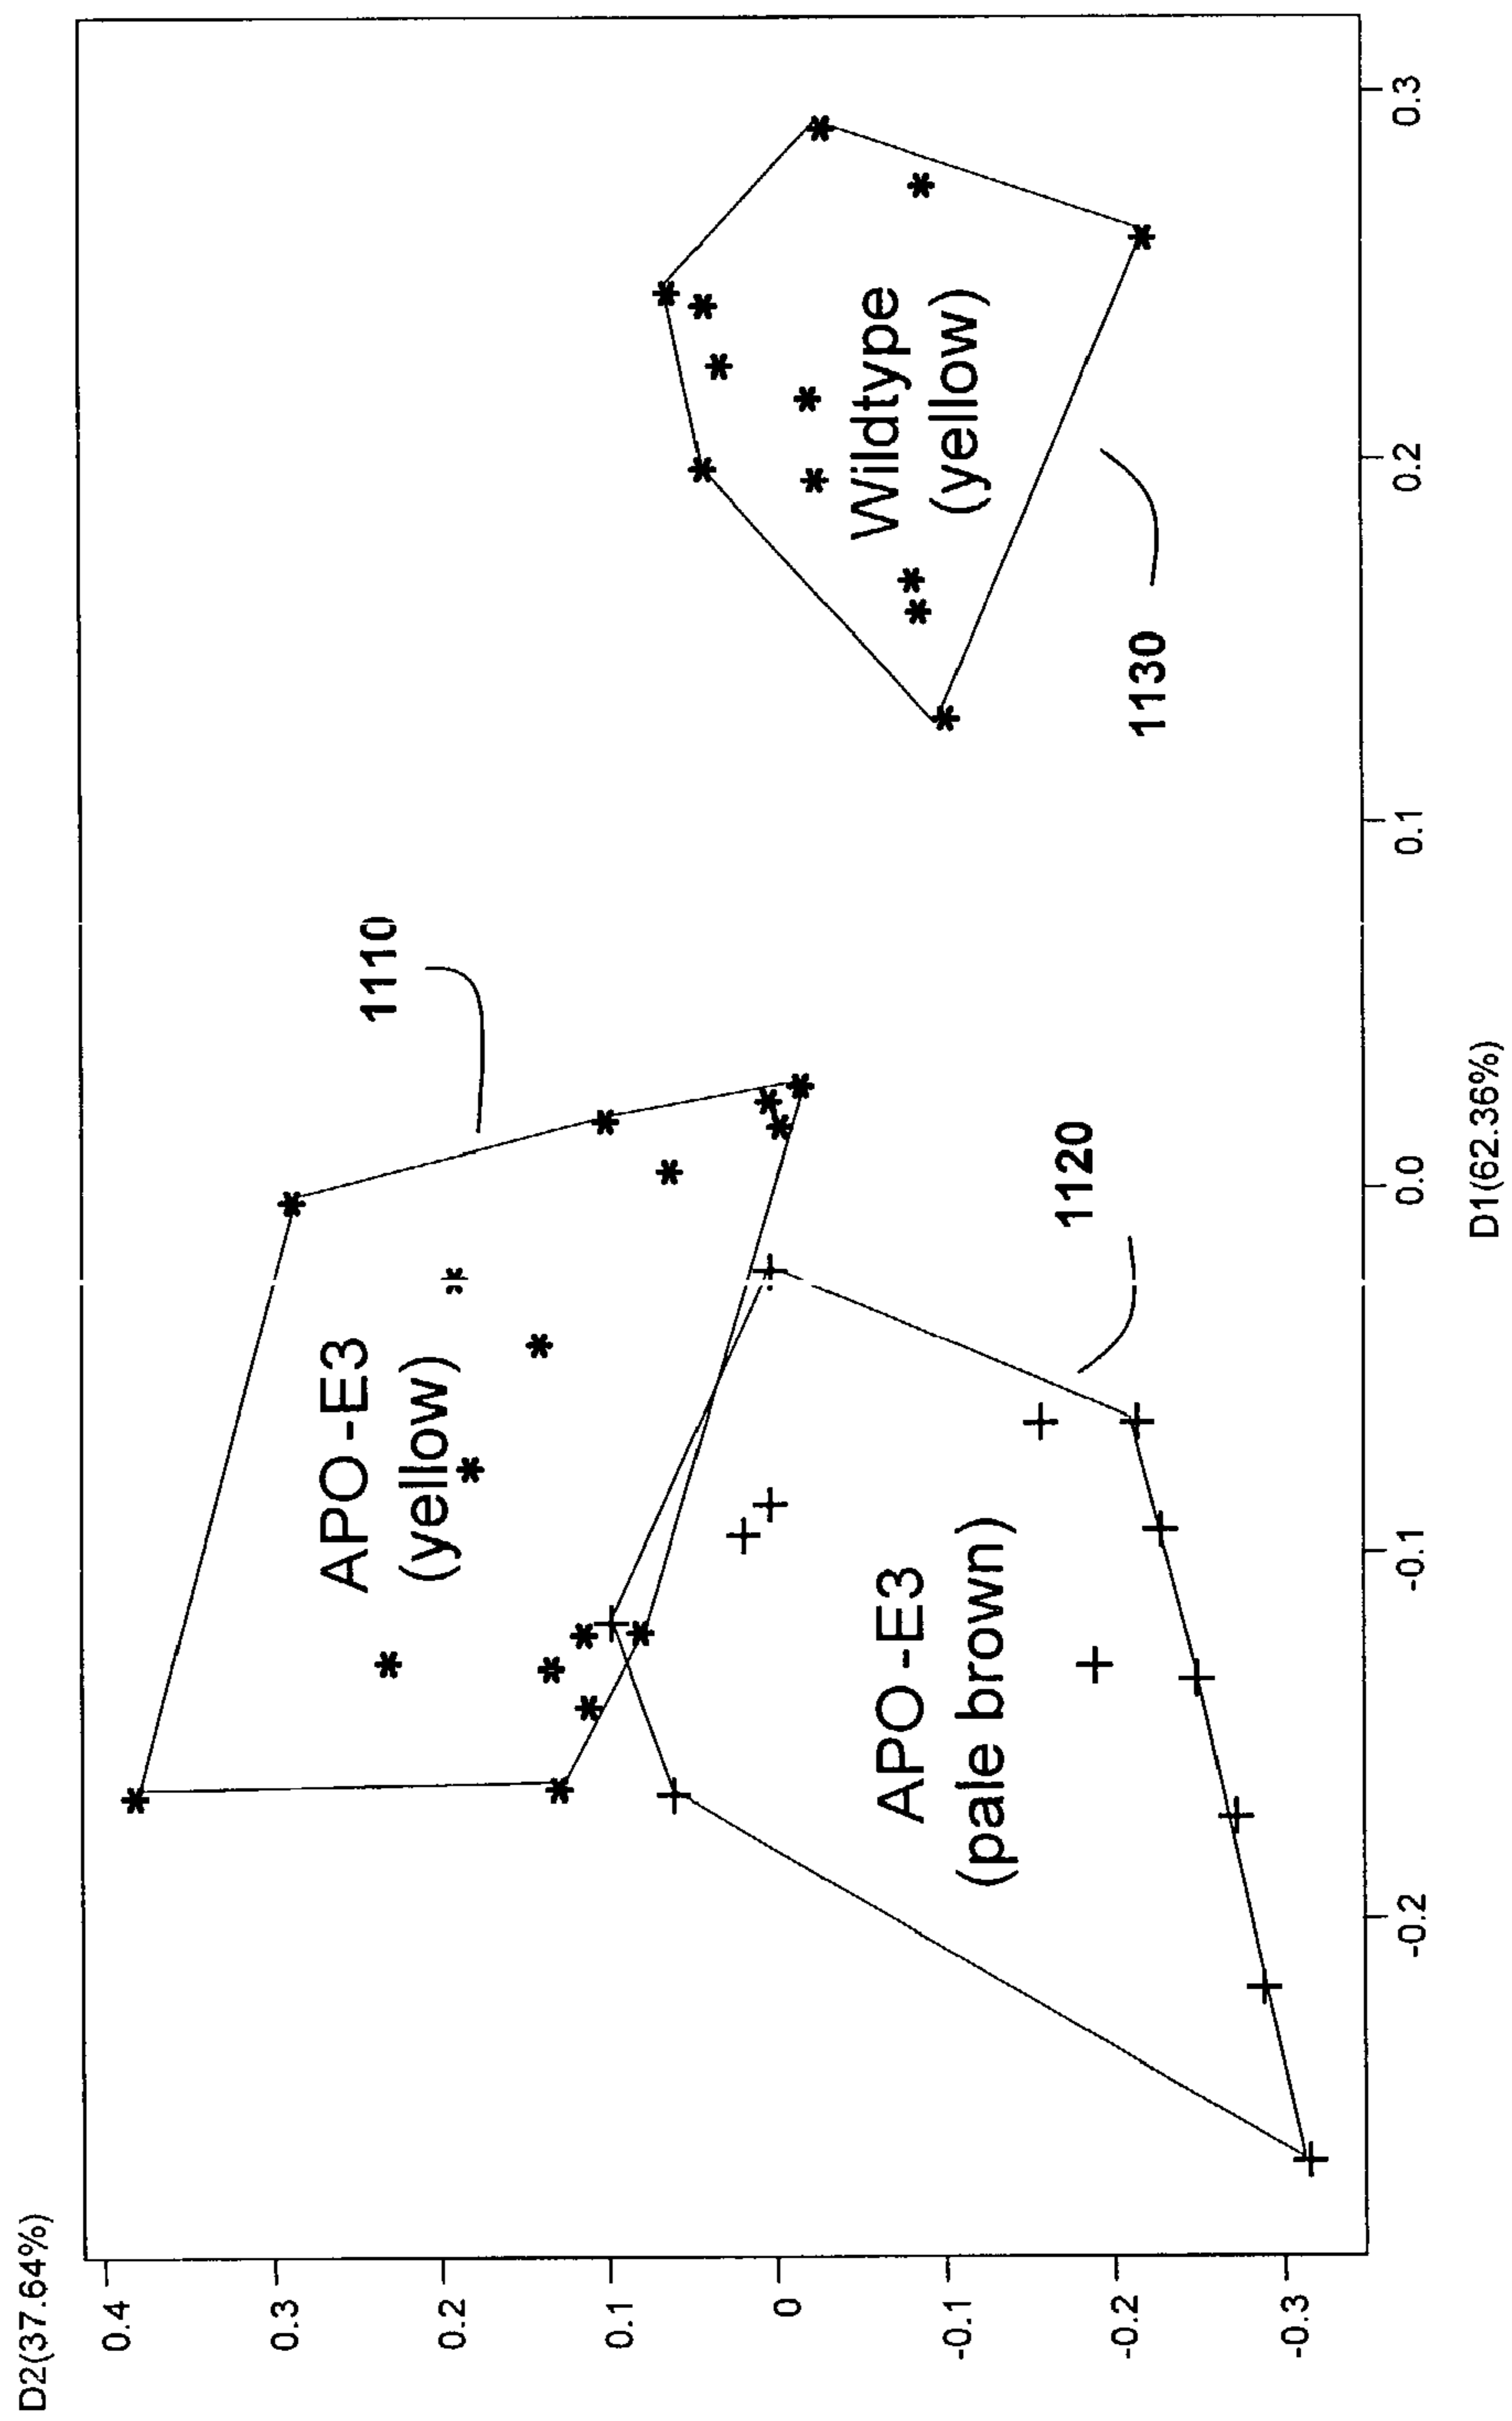 D2(37.64%)
0.4
0.3
0.2
0.1
0
-0.1
-0.2
-0.3
APO-E3
(yellow)
1110
APO-E3
(pale brown)
1120
Wildtype
(yellow)
1130
-0.2
-0.1
0.0
0.1
0.2
0.3
D1(62.36%)